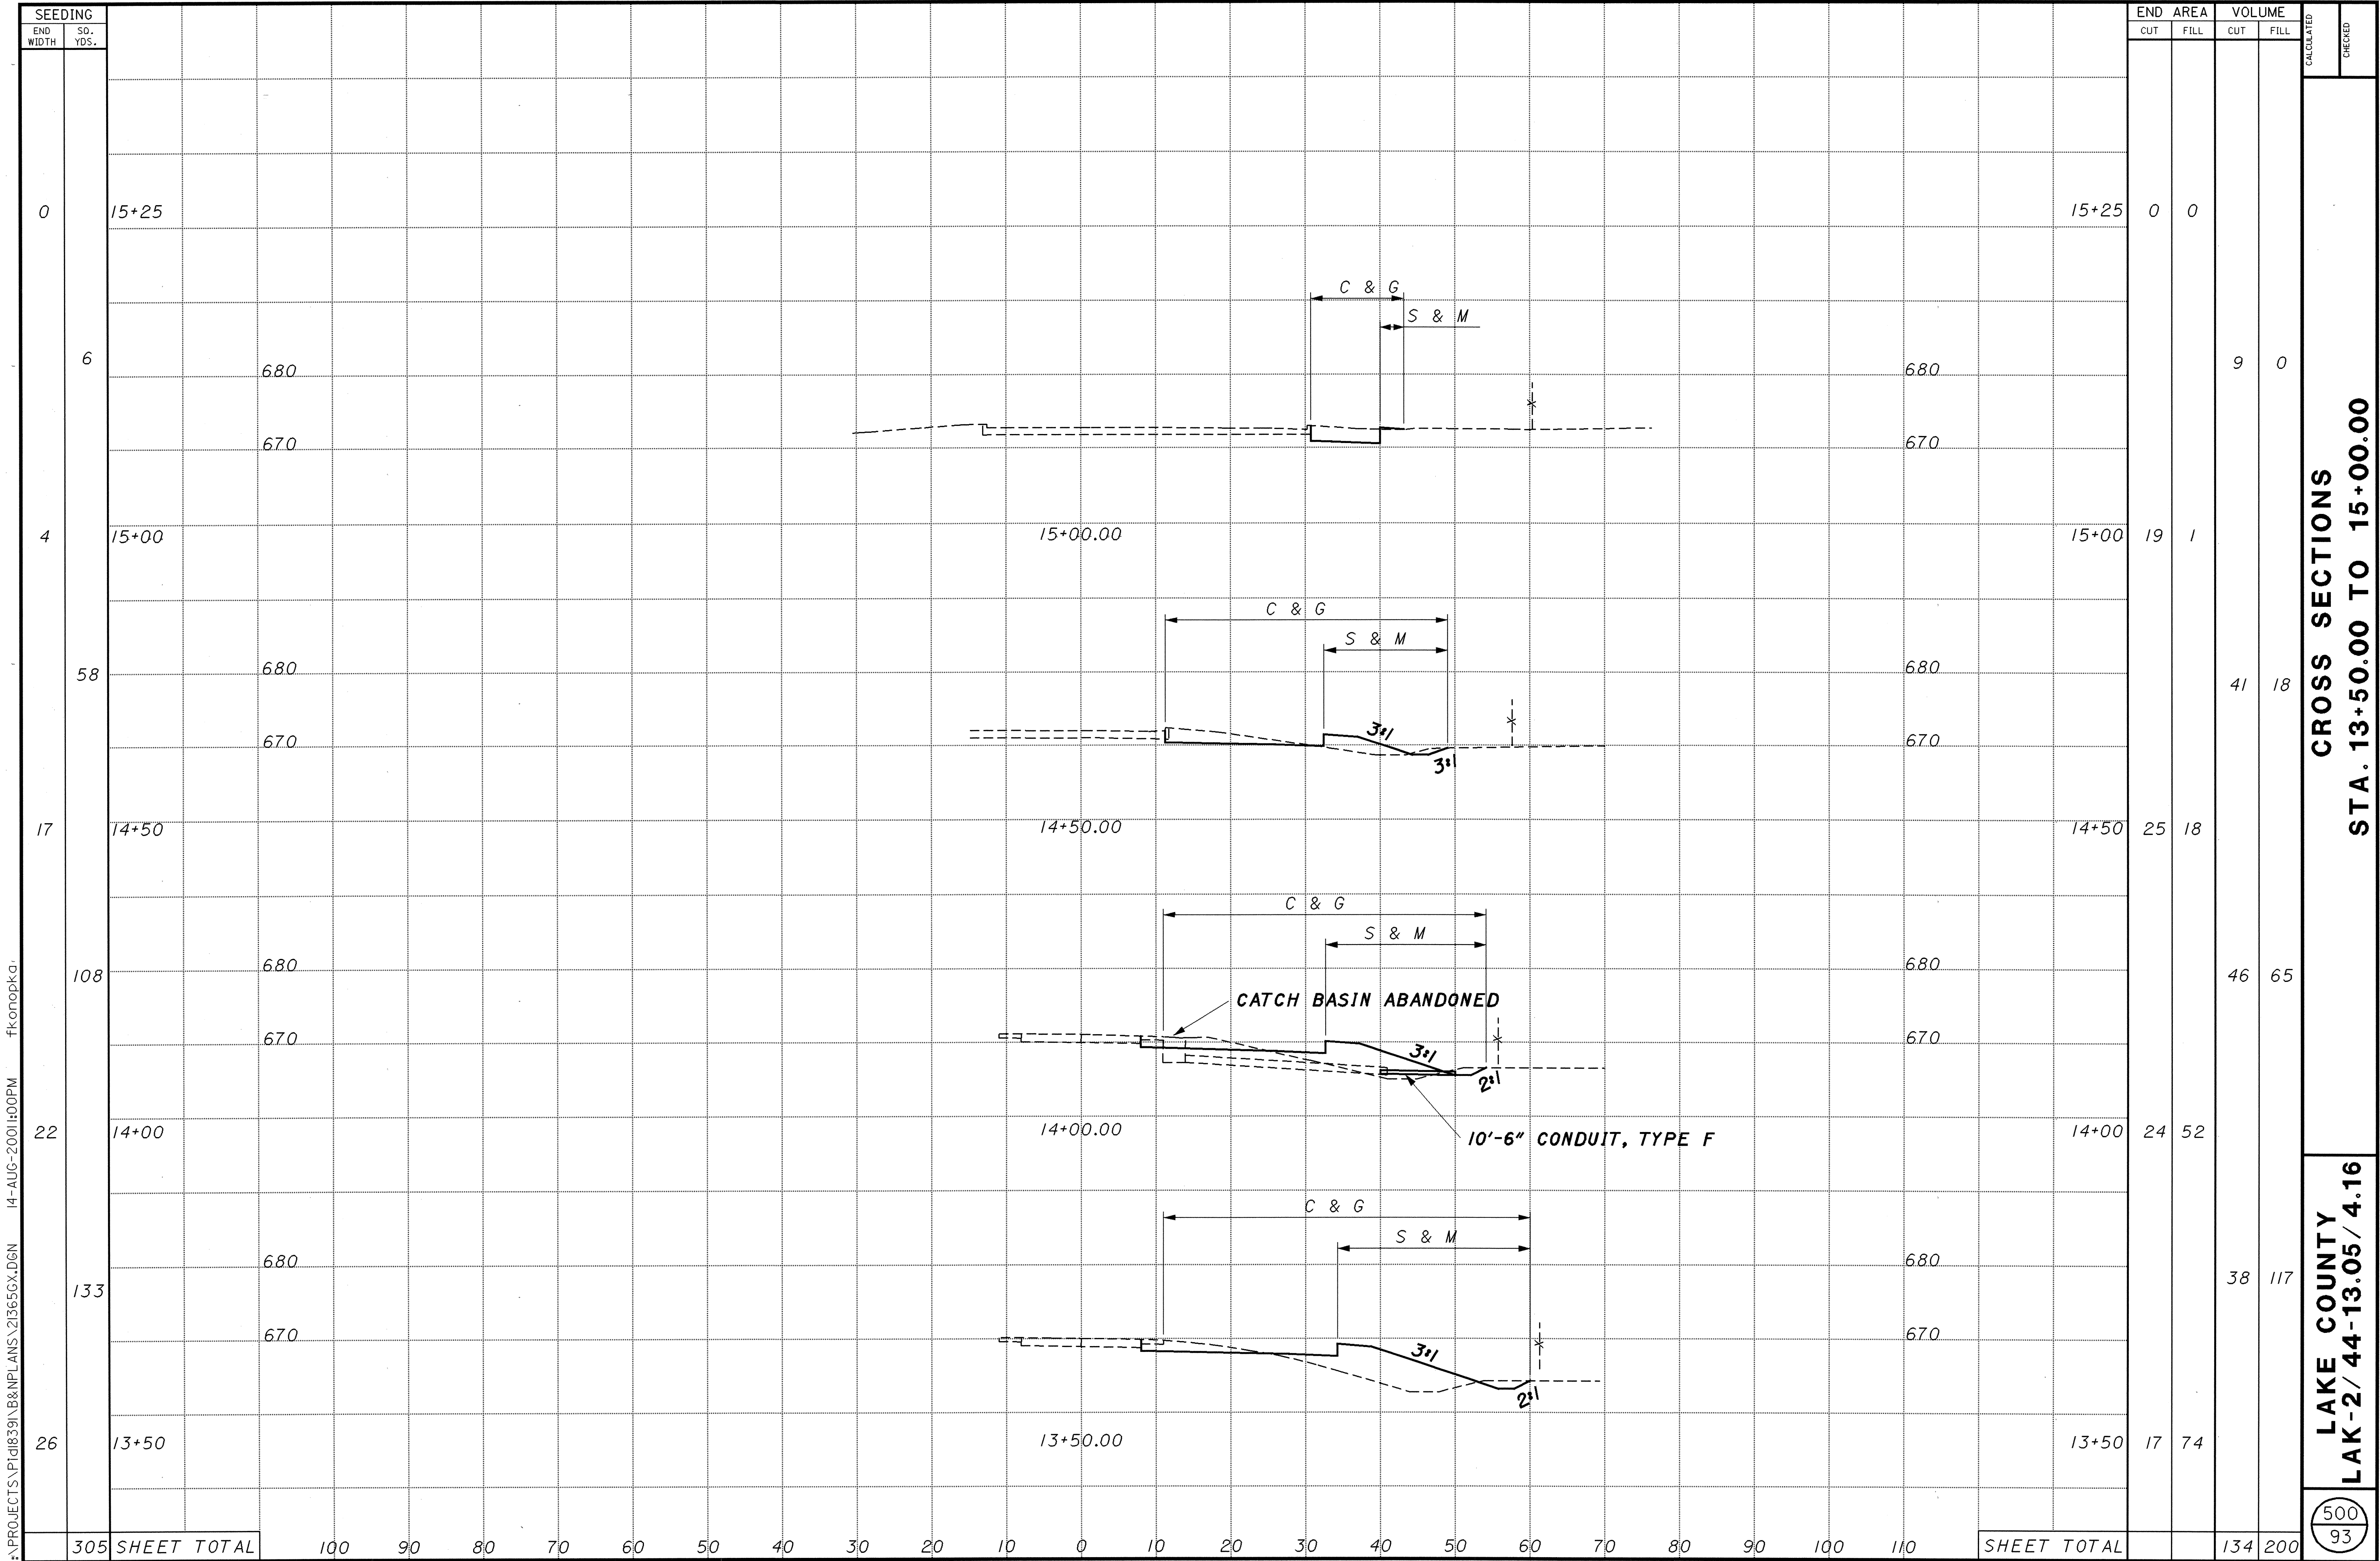 SEEDING
END WIDTH
SQ. YDS.
END AREA
VOLUME
CUT
FILL
CUT
FILL
CALCULATED
CHECKED
0
15+25
15+25
0
0
C & G
S & M
6
680
680
9
0
670
670
4
15+00
15+00.00
15+00
19
1
C & G
S & M
58
680
680
41
18
670
3:1
670
3:1
17
14+50
14+50.00
14+50
25
18
C & G
S & M
108
680
680
46
65
CATCH BASIN ABANDONED
670
3:1
670
2:1
22
14+00
14+00.00
10'-6" CONDUIT, TYPE F
14+00
24
52
C & G
S & M
133
680
680
38
117
670
3:1
670
2:1
26
13+50
13+50.00
13+50
17
74
305
SHEET TOTAL
100 90 80 70 60 50 40 30 20 10 0 10 20 30 40 50 60 70 80 90 100 110
SHEET TOTAL
134
200
CROSS SECTIONS
STA. 13+50.00 TO 15+00.00
LAKE COUNTY
LAK-2/44-13.05/4.16
500
93
:\PROJECTS\Pid18391\B&NPLANS\21365GX.DGN 14-AUG-2001 1:00PM fkonopka